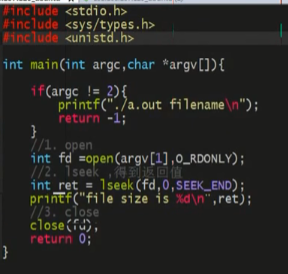 #include <stdio.h>
#include <sys/types.h>
#include <unistd.h>
int main(int argc,char *argv[]){
if(argc != 2){
printf("./a.out filename\n");
return -1;
}
//1. open
int fd =open(argv[1],O_RDONLY);
//2. lseek ,得到返回值
int ret = lseek(fd,0,SEEK_END);
printf("file size is %d\n",ret);
//3. close
close(fd);
return 0;
}